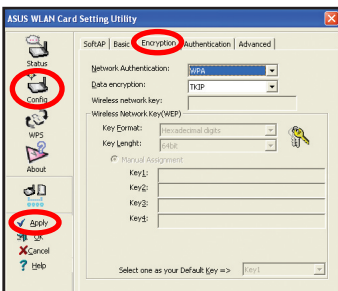 ASUS WLAN Card Setting Utility
SoftAP Basic Encryption Authentication Advanced
Status
Config
WPS
About
Apply
Ok
Cancel
Help
Network Authentication: WPA
Data encryption: TKIP
Wireless network key:
Wireless Network Key(WEP)
Key Format: Hexadecimal digits
Key Lenght: 64bit
Manual Assignment
Key1:
Key2:
Key3:
Key4:
Select one as your Default Key => Key1